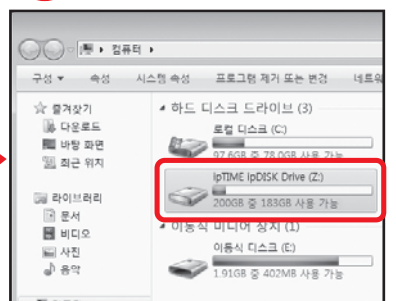 컴퓨터
구성 속성 시스템 속성 프로그램 제거 또는 변경
즐겨찾기
다운로드
바탕 화면
최근 위치
라이브러리
문서
비디오
사진
음악
하드 디스크 드라이브 (3)
로컬 디스크 (C:)
97.6GB 중 78.0GB 사용 가능
ipTIME ipDISK Drive (Z:)
200GB 중 183GB 사용 가능
이동식 미디어 장치 (1)
이동식 디스크 (E:)
1.91GB 중 402MB 사용 가능